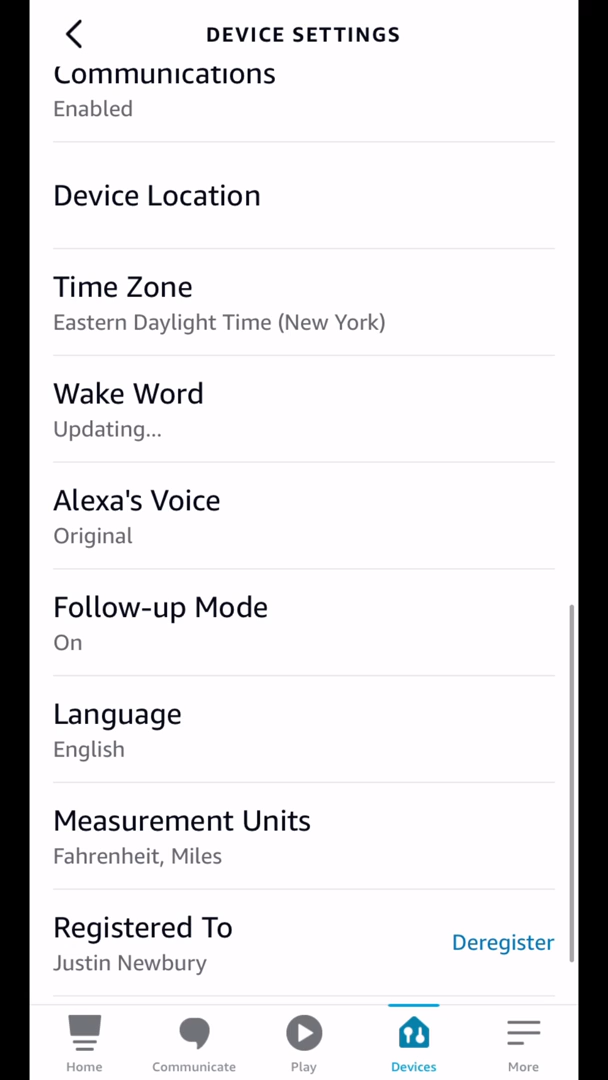 DEVICE SETTINGS
Communications
Enabled
Device Location
Time Zone
Eastern Daylight Time (New York)
Wake Word
Updating...
Alexa's Voice
Original
Follow-up Mode
On
Language
English
Measurement Units
Fahrenheit, Miles
Registered To
Deregister
Justin Newbury
Home
Communicate
Play
Devices
More